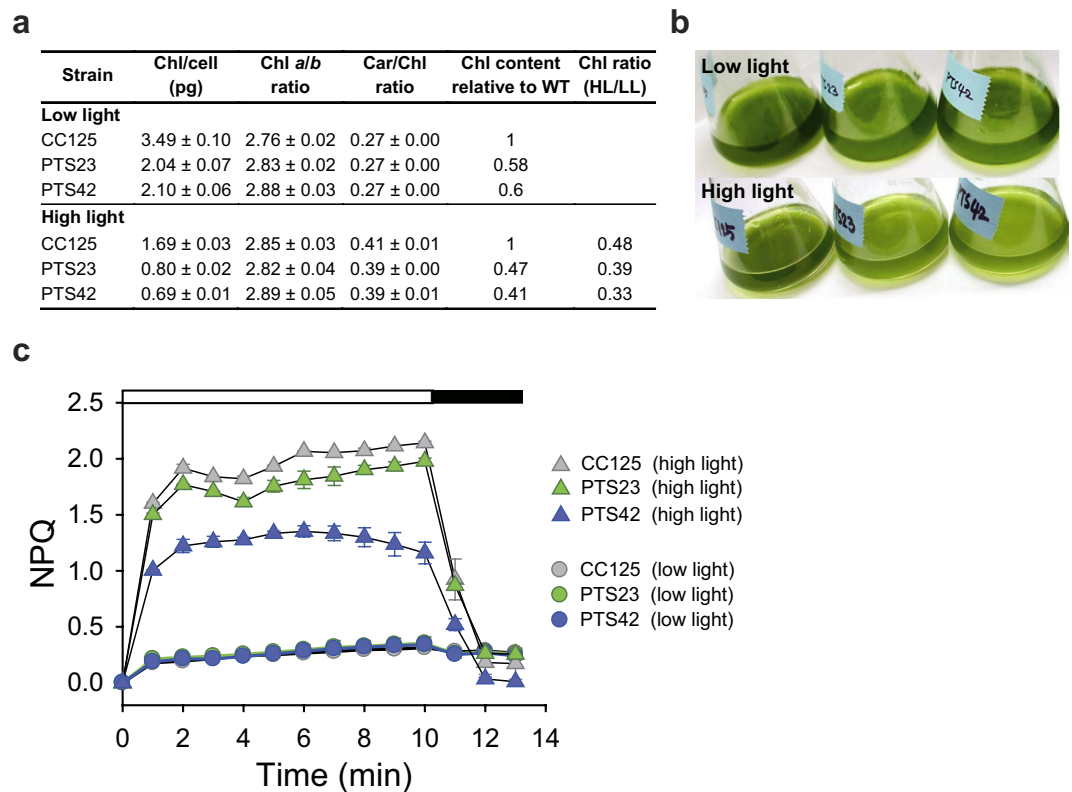 a
Strain Chl/cell (pg) Chl a/b ratio Car/Chl ratio Chl content relative to WT Chl ratio (HL/LL)
Low light
CC125 3.49 ± 0.10 2.76 ± 0.02 0.27 ± 0.00 1
PTS23 2.04 ± 0.07 2.83 ± 0.02 0.27 ± 0.00 0.58
PTS42 2.10 ± 0.06 2.88 ± 0.03 0.27 ± 0.00 0.6
High light
CC125 1.69 ± 0.03 2.85 ± 0.03 0.41 ± 0.01 1 0.48
PTS23 0.80 ± 0.02 2.82 ± 0.04 0.39 ± 0.00 0.47 0.39
PTS42 0.69 ± 0.01 2.89 ± 0.05 0.39 ± 0.01 0.41 0.33
b
Low light
PTS42
High light
PTS42
c
2.5
2.0
1.5
1.0
0.5
0.0
NPQ
0 2 4 6 8 10 12 14
Time (min)
CC125 (high light)
PTS23 (high light)
PTS42 (high light)
CC125 (low light)
PTS23 (low light)
PTS42 (low light)